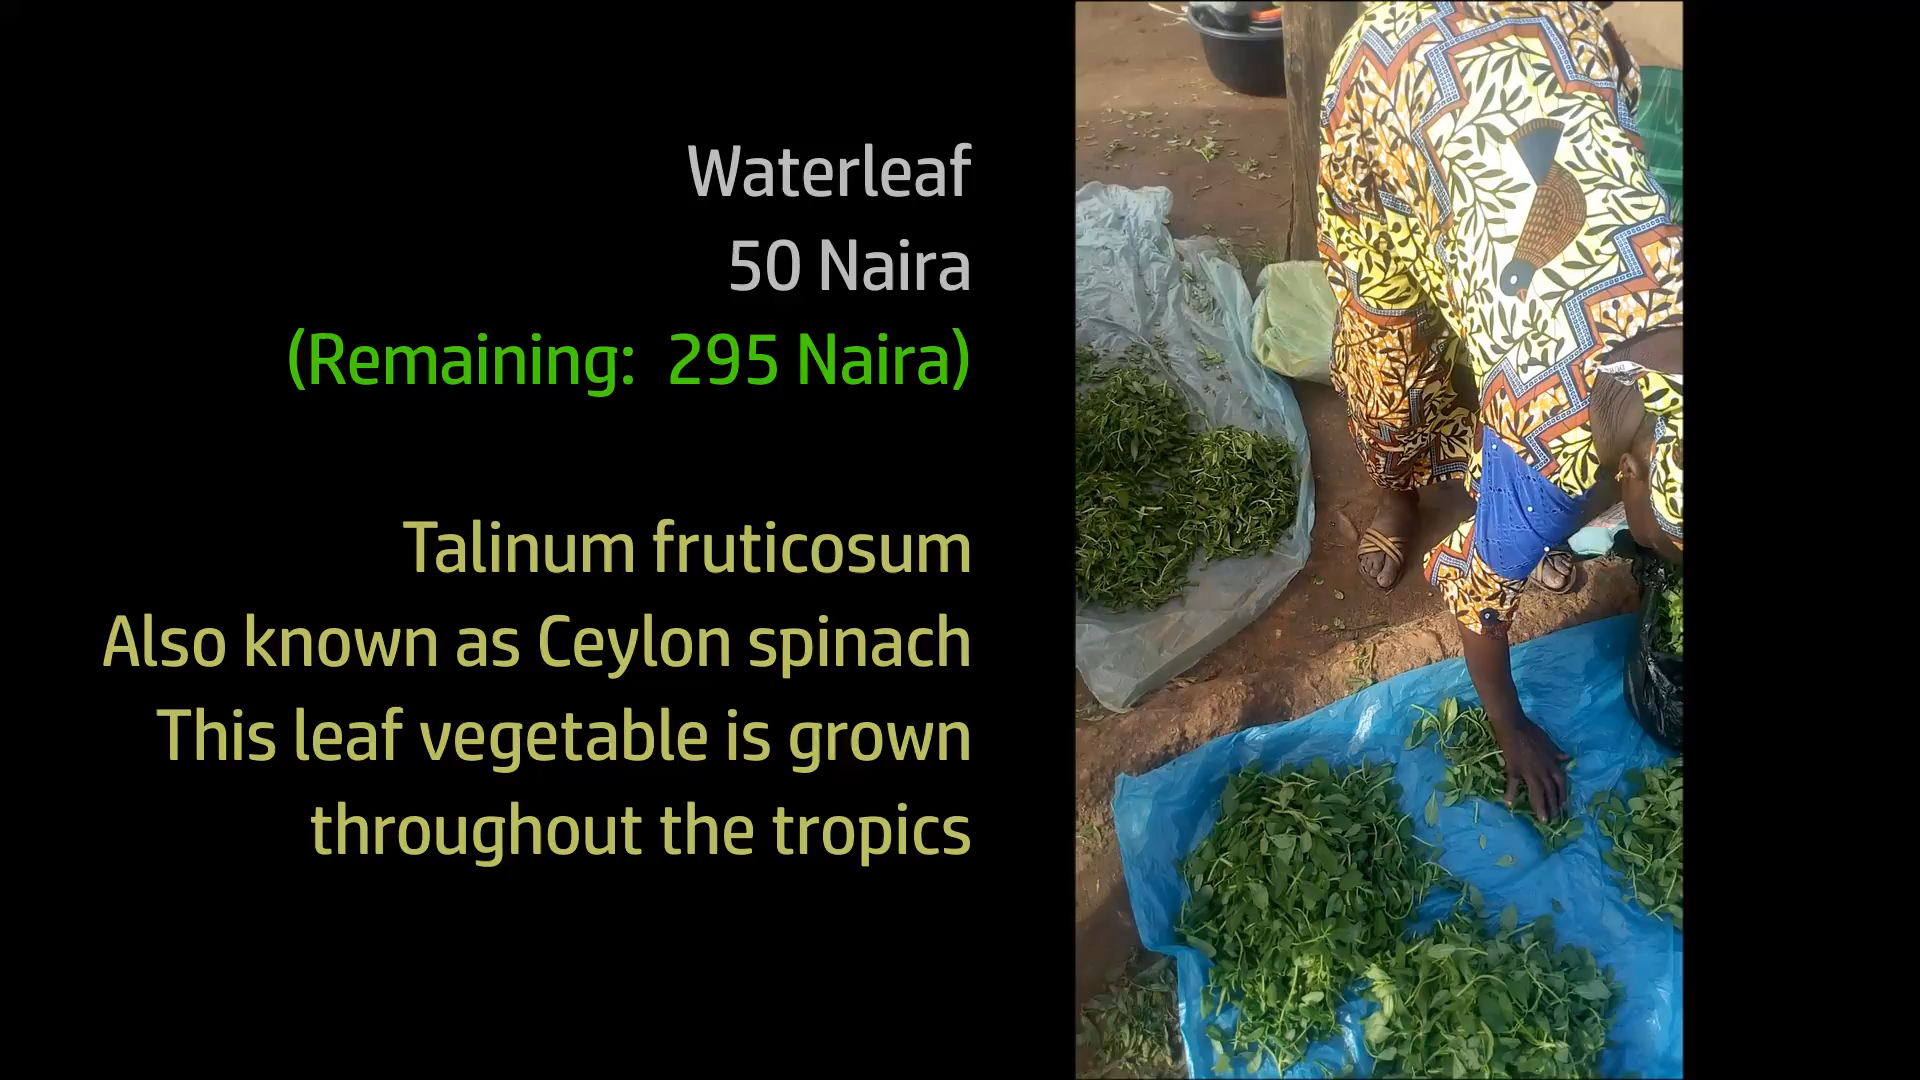 Waterleaf
50 Naira
(Remaining: 295 Naira)
Talinum fruticosum
Also known as Ceylon spinach
This leaf vegetable is grown
throughout the tropics